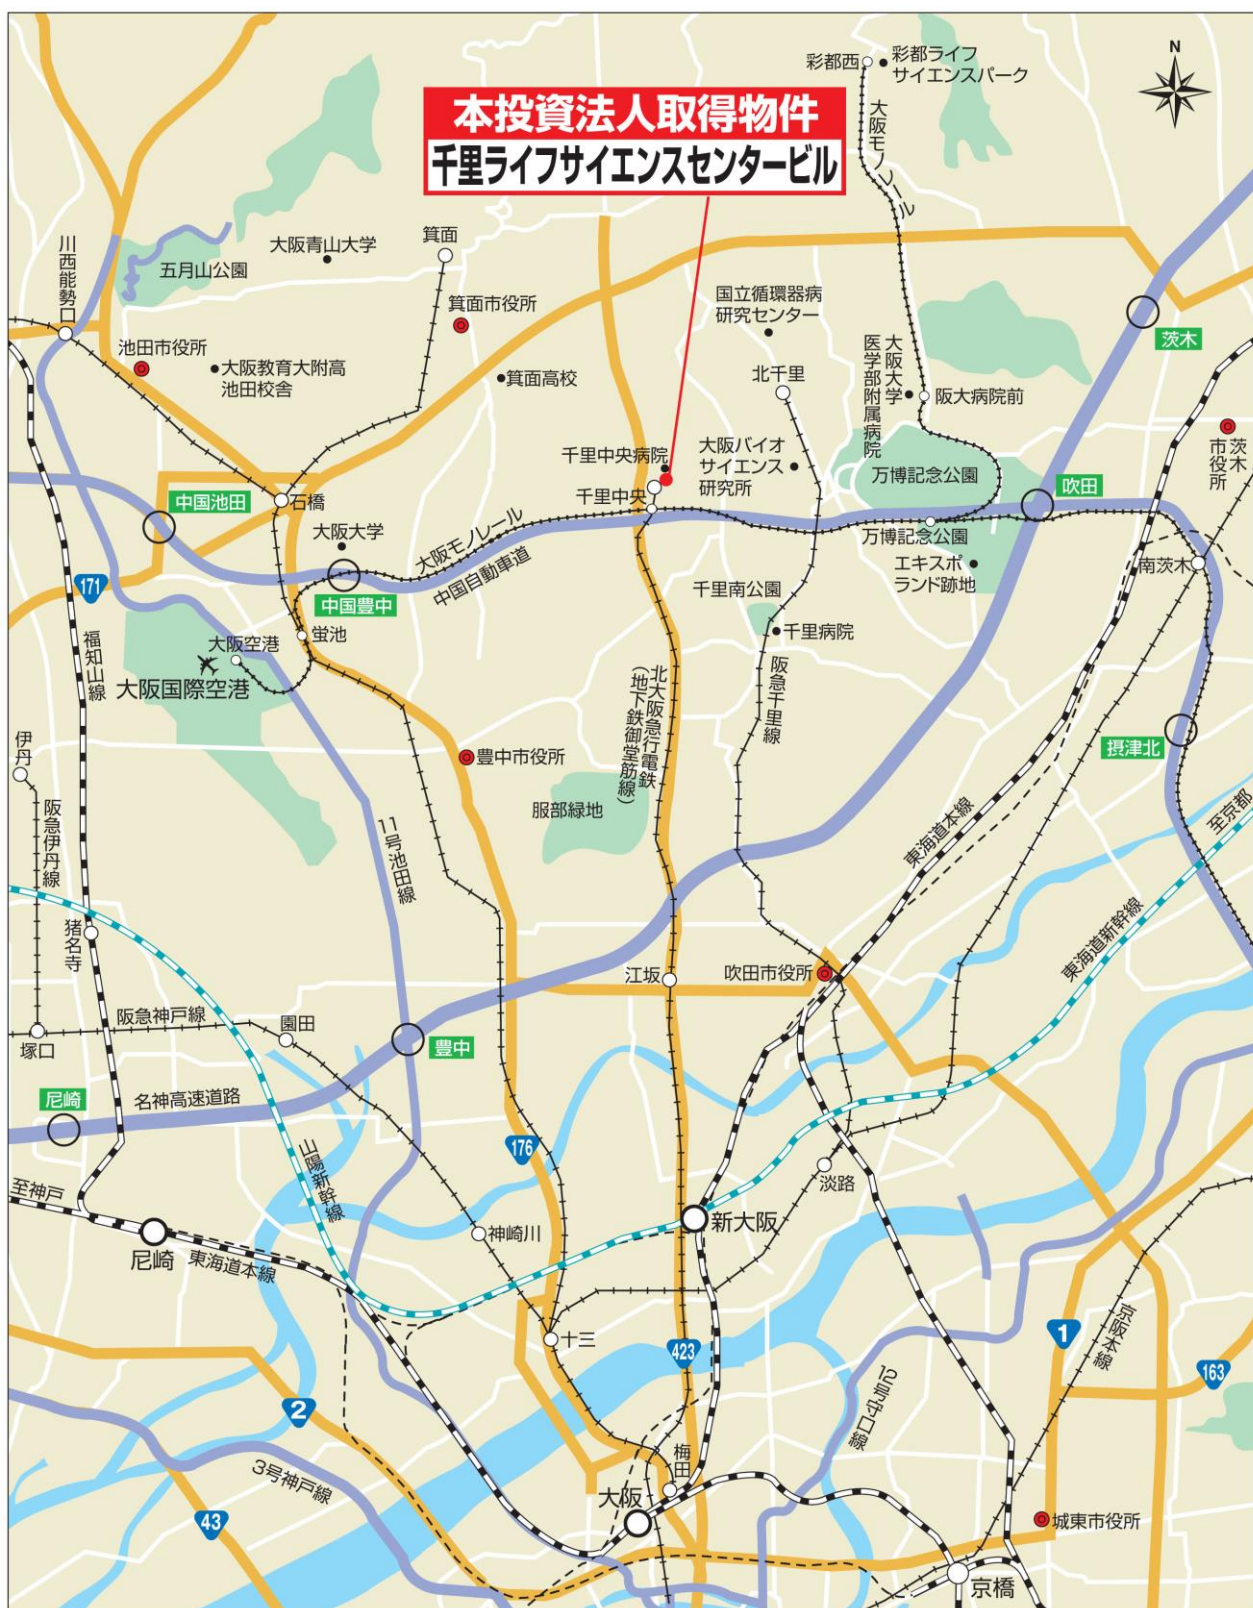 N
彩都西
彩都ライフ
サイエンスパーク
本投資法人取得物件
千里ライフサイエンスセンタービル
大阪モノレール
川西能勢口
五月山公園
大阪青山大学
箕面
箕面市役所
国立循環器病
研究センター
茨木
池田市役所
大阪教育大附高
池田校舎
箕面高校
北千里
大阪大学
医学部附属病院
阪大病院前
茨木
市役所
千里中央病院
大阪バイオ
サイエンス
研究所
千里中央
万博記念公園
吹田
中国池田
石橋
大阪大学
大阪モノレール
中国自動車道
万博記念公園
エキスポ
ランド跡地
南茨木
171
中国豊中
千里南公園
千里病院
福知山線
大阪空港
蛍池
大阪国際空港
北大阪急行電鉄
(地下鉄御堂筋線)
阪急千里線
摂津北
伊丹
豊中市役所
服部緑地
阪急伊丹線
11号池田線
東海道本線
至京都
猪名寺
江坂
吹田市役所
東海道新幹線
阪急神戸線
園田
塚口
豊中
尼崎
名神高速道路
山陽新幹線
176
淡路
至神戸
新大阪
神崎川
尼崎
東海道本線
十三
423
1
京阪本線
163
12号守口線
2
梅田
3号神戸線
大阪
43
城東市役所
京橋